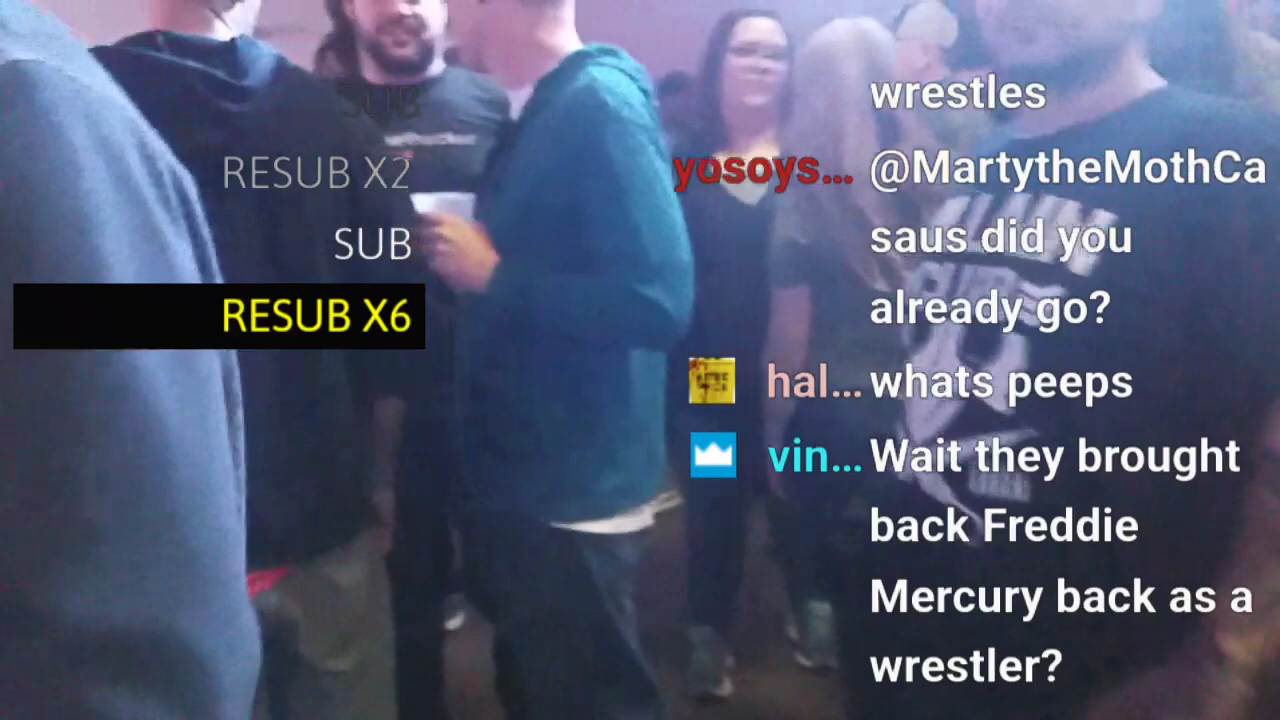 SUB
RESUB X2
SUB
RESUB X6
wrestles
yosoys... @MartytheMothCa
saus did you
already go?
hal... whats peeps
vin... Wait they brought
back Freddie
Mercury back as a
wrestler?